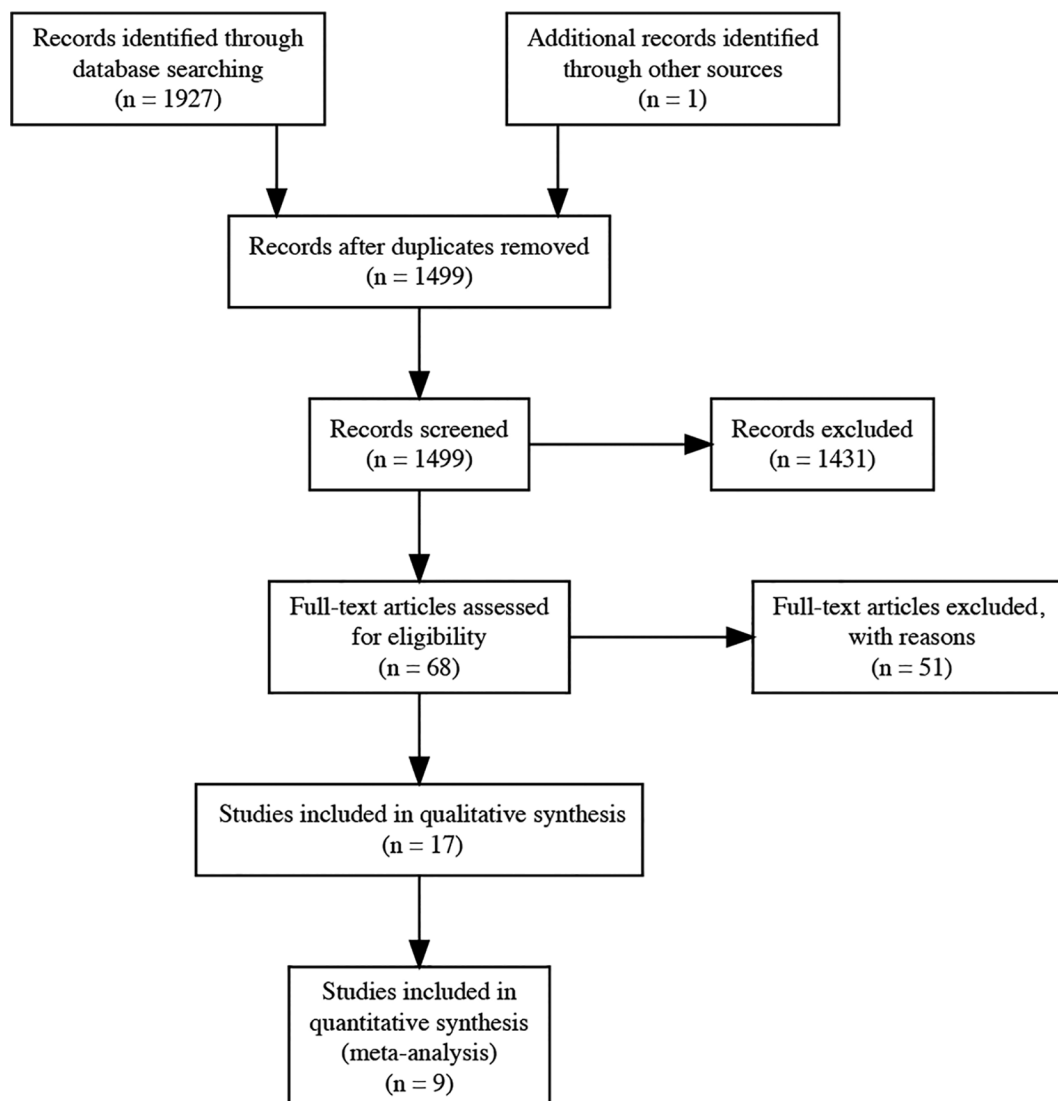 Records identified through
database searching
(n = 1927)
Additional records identified
through other sources
(n = 1)
Records after duplicates removed
(n = 1499)
Records screened
(n = 1499)
Records excluded
(n = 1431)
Full-text articles assessed
for eligibility
(n = 68)
Full-text articles excluded,
with reasons
(n = 51)
Studies included in qualitative synthesis
(n = 17)
Studies included in
quantitative synthesis
(meta-analysis)
(n = 9)